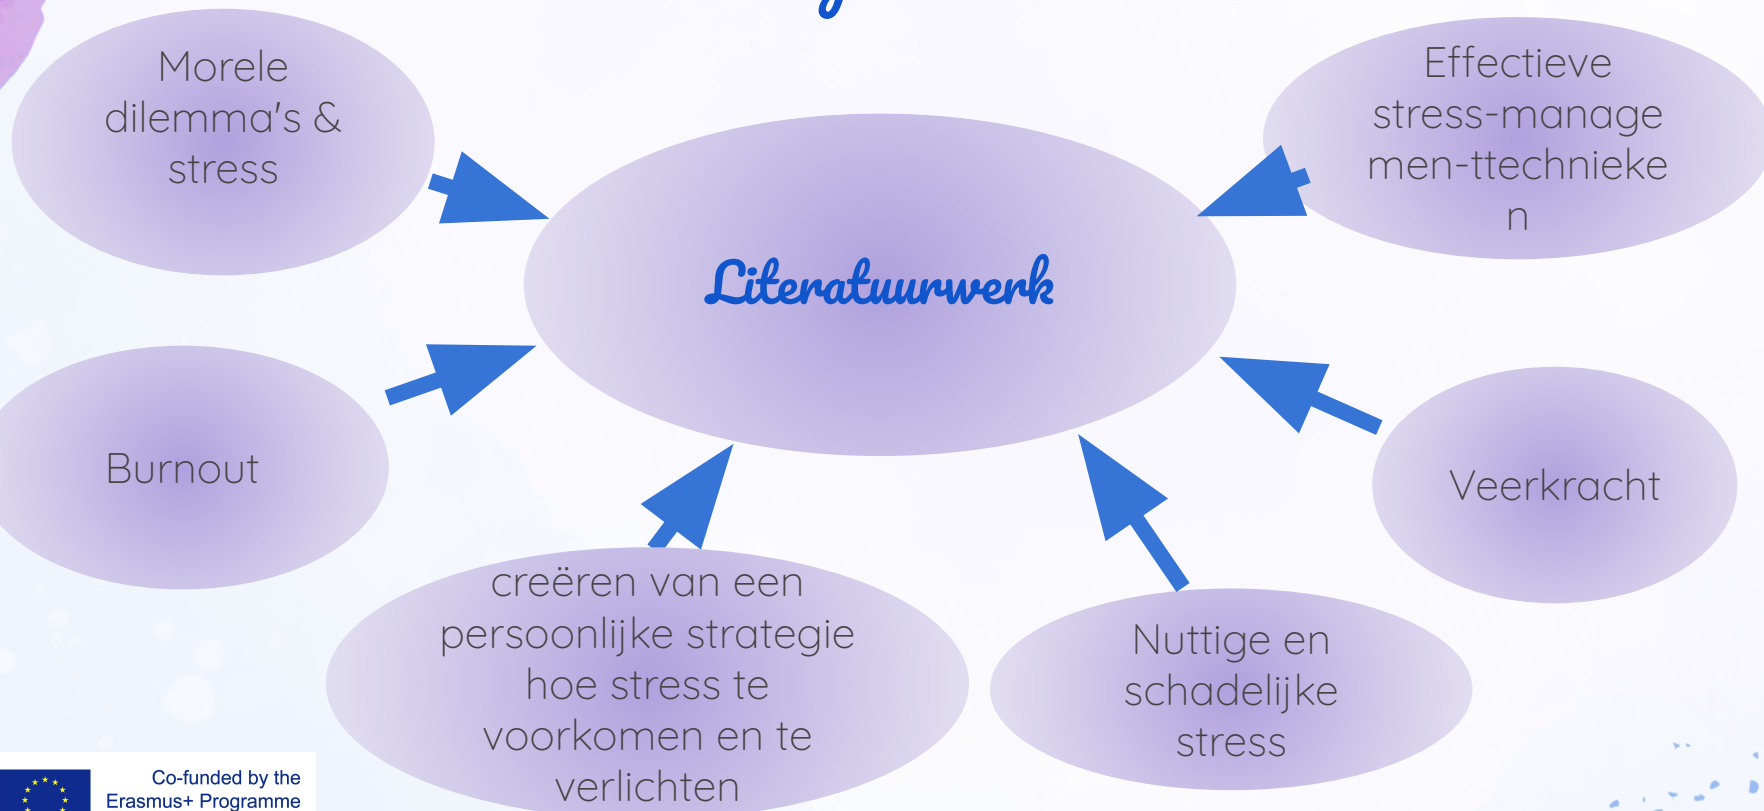 Morele
dilemma's &
stress
Effectieve
stress-manage
men-ttechnieke
n
Literatuurwerk
Burnout
Veerkracht
creëren van een
persoonlijke strategie
hoe stress te
voorkomen en te
verlichten
Nuttige en
schadelijke
stress
Co-funded by the
Erasmus+ Programme